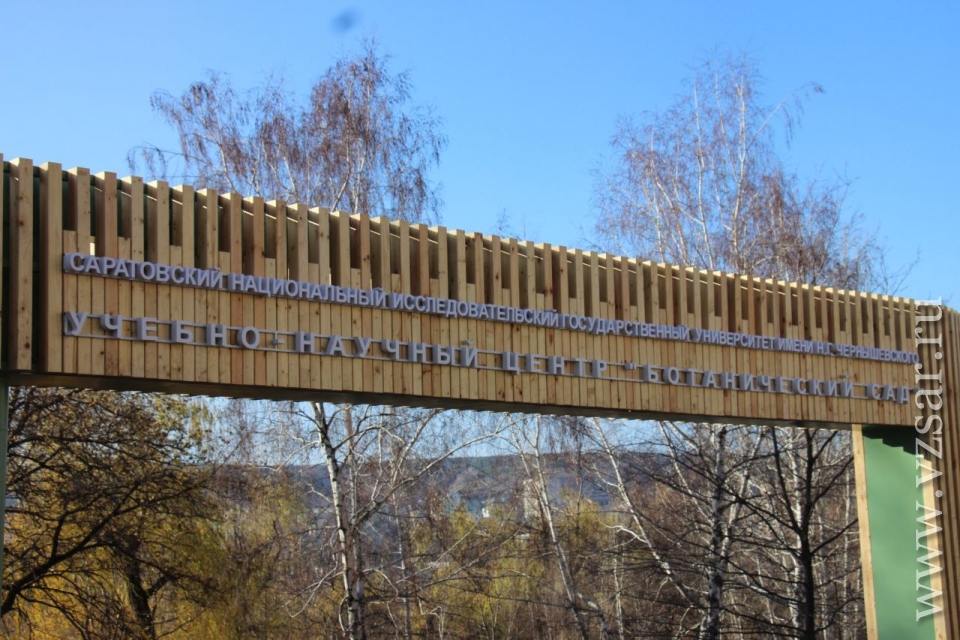 САРАТОВСКИЙ НАЦИОНАЛЬНЫЙ ИССЛЕДОВАТЕЛЬСКИЙ ГОСУДАРСТВЕННЫЙ УНИВЕРСИТЕТ ИМЕНИ Н.Г. ЧЕРНЫШЕВСКОГО
УЧЕБНО-НАУЧНЫЙ ЦЕНТР "БОТАНИЧЕСКИЙ САД
www.vzsar.ru